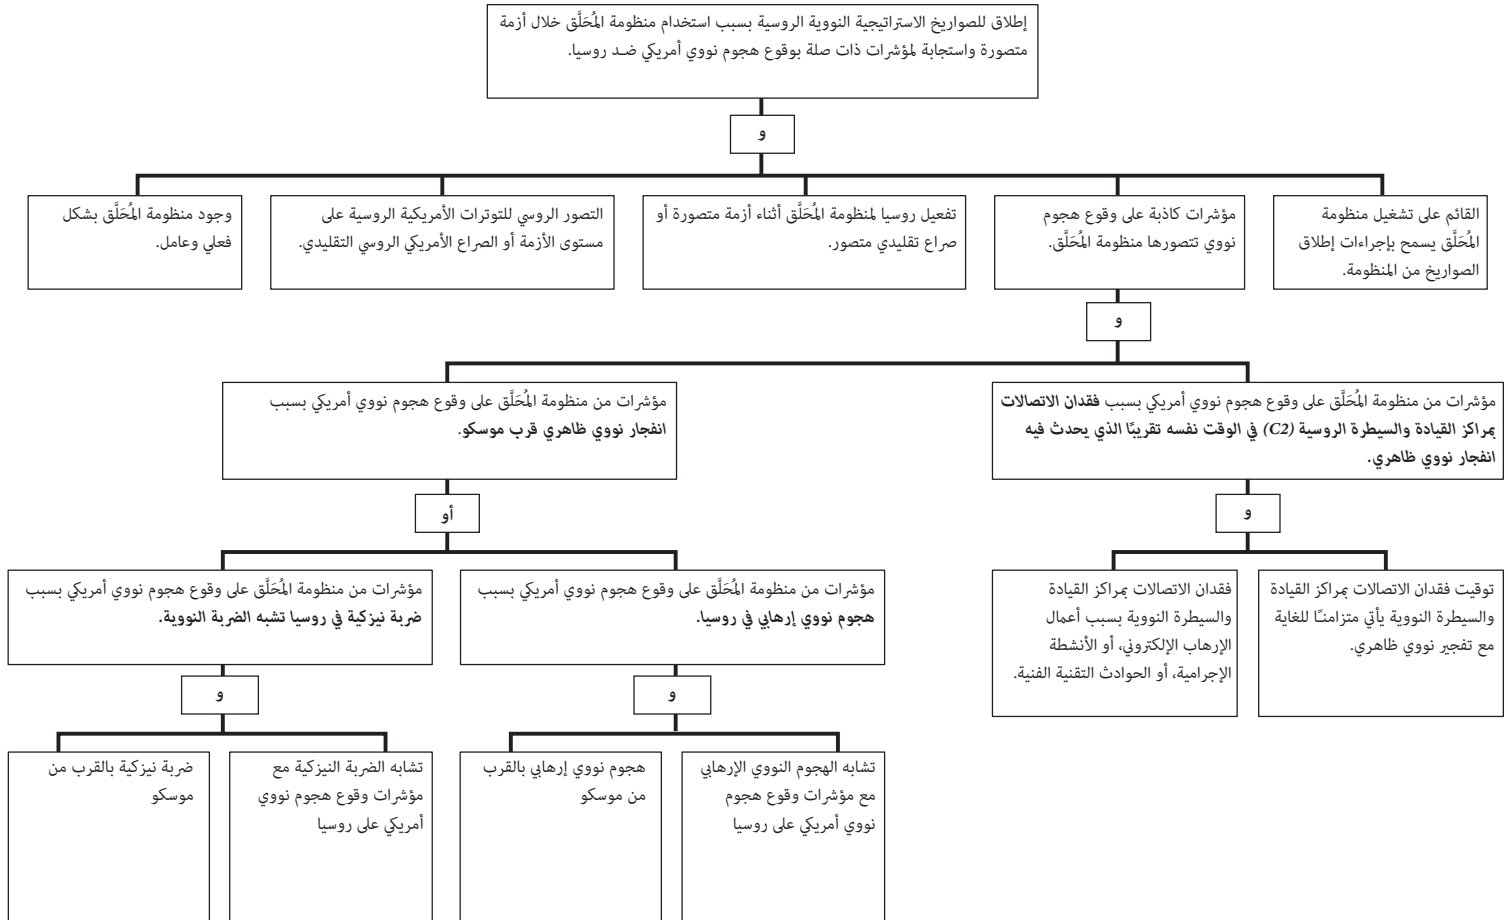 إطلاق للصواريخ الاستراتيجية النووية الروسية بسبب استخدام منظومة المُحَلَّق خلال أزمة
متصورة واستجابة لمؤشرات ذات صلة بوقوع هجوم نووي أمريكي ضد روسيا.
و
القائم على تشغيل منظومة
المُحَلَّق يسمح بإجراءات إطلاق
الصواريخ من المنظومة.
مؤشرات كاذبة على وقوع هجوم
نووي تتصورها منظومة المُحَلَّق.
تفعيل روسيا لمنظومة المُحَلَّق أثناء أزمة متصورة أو
صراع تقليدي متصور.
التصور الروسي للتوترات الأمريكية الروسية على
مستوى الأزمة أو الصراع الأمريكي الروسي التقليدي.
وجود منظومة المُحَلَّق بشكل
فعلي وعامل.
و
مؤشرات من منظومة المُحَلَّق على وقوع هجوم نووي أمريكي بسبب فقدان الاتصالات
بمراكز القيادة والسيطرة الروسية (C2) في الوقت نفسه تقريبًا الذي يحدث فيه
انفجار نووي ظاهري.
مؤشرات من منظومة المُحَلَّق على وقوع هجوم نووي أمريكي بسبب
انفجار نووي ظاهري قرب موسكو.
و
أو
توقيت فقدان الاتصالات بمراكز القيادة
والسيطرة النووية يأتي متزامنًا للغاية
مع تفجير نووي ظاهري.
فقدان الاتصالات بمراكز القيادة
والسيطرة النووية بسبب أعمال
الإرهاب الإلكتروني، أو الأنشطة
الإجرامية، أو الحوادث التقنية الفنية.
مؤشرات من منظومة المُحَلَّق على وقوع هجوم نووي أمريكي بسبب
هجوم نووي إرهابي في روسيا.
مؤشرات من منظومة المُحَلَّق على وقوع هجوم نووي أمريكي بسبب
ضربة نيزكية في روسيا تشبه الضربة النووية.
و
و
تشابه الهجوم النووي الإرهابي
مع مؤشرات وقوع هجوم
نووي أمريكي على روسيا
هجوم نووي إرهابي بالقرب
من موسكو
تشابه الضربة النيزكية مع
مؤشرات وقوع هجوم نووي
أمريكي على روسيا
ضربة نيزكية بالقرب من
موسكو